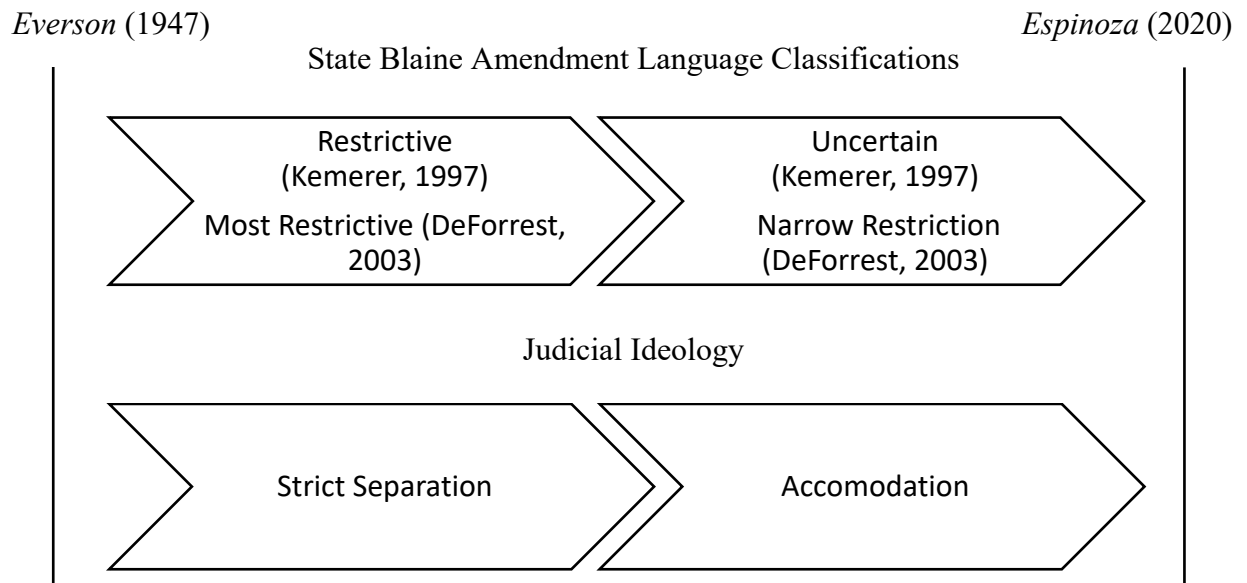 Everson (1947)
Espinoza (2020)
State Blaine Amendment Language Classifications
Restrictive
(Kemerer, 1997)
Most Restrictive (DeForrest,
2003)
Uncertain
(Kemerer, 1997)
Narrow Restriction
(DeForrest, 2003)
Judicial Ideology
Strict Separation
Accomodation